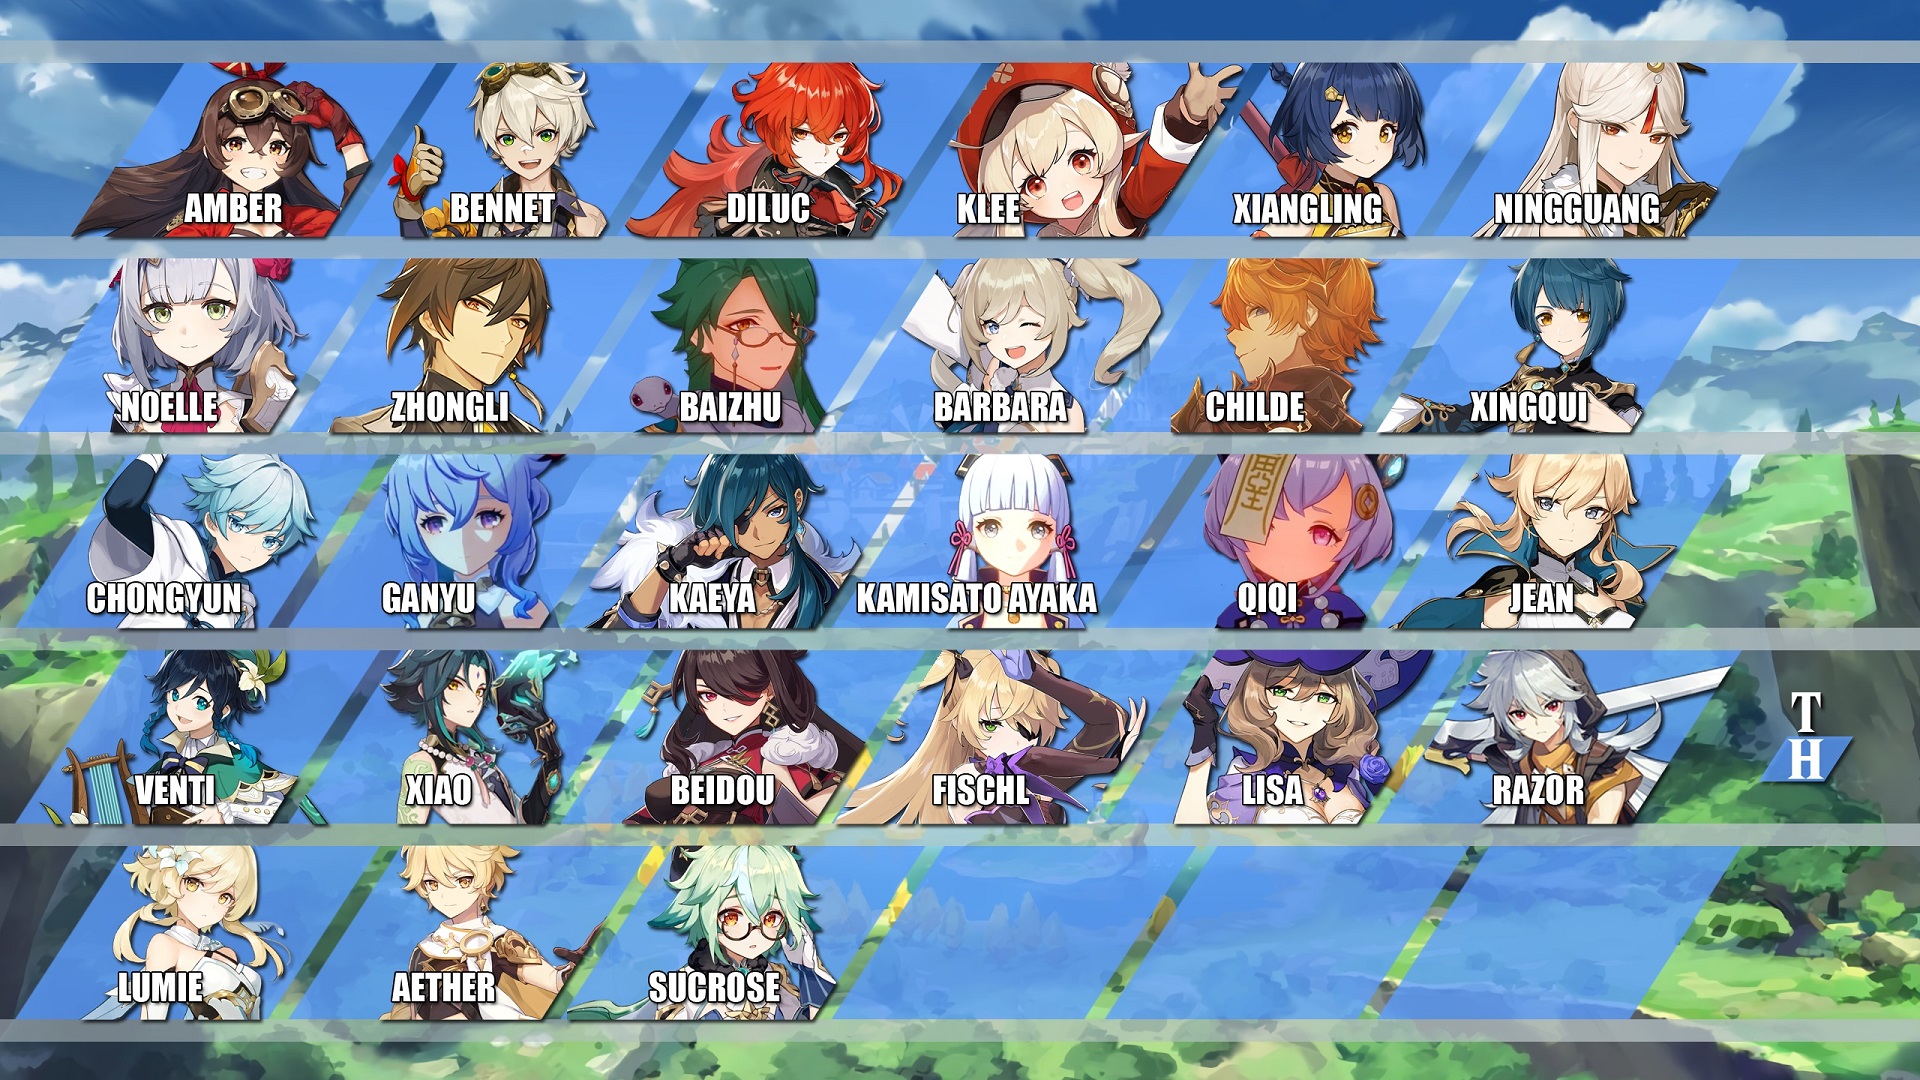 AMBER
BENNET
DILUC
KLEE
XIANGLING
NINGGUANG
NOELLE
ZHONGLI
BAIZHU
BARBARA
CHILDE
XINGQUI
CHONGYUN
GANYU
KAEYA
KAMISATO AYAKA
QIQI
JEAN
VENTI
XIAO
BEIDOU
FISCHL
LISA
RAZOR
T
H
LUMIE
AETHER
SUCROSE